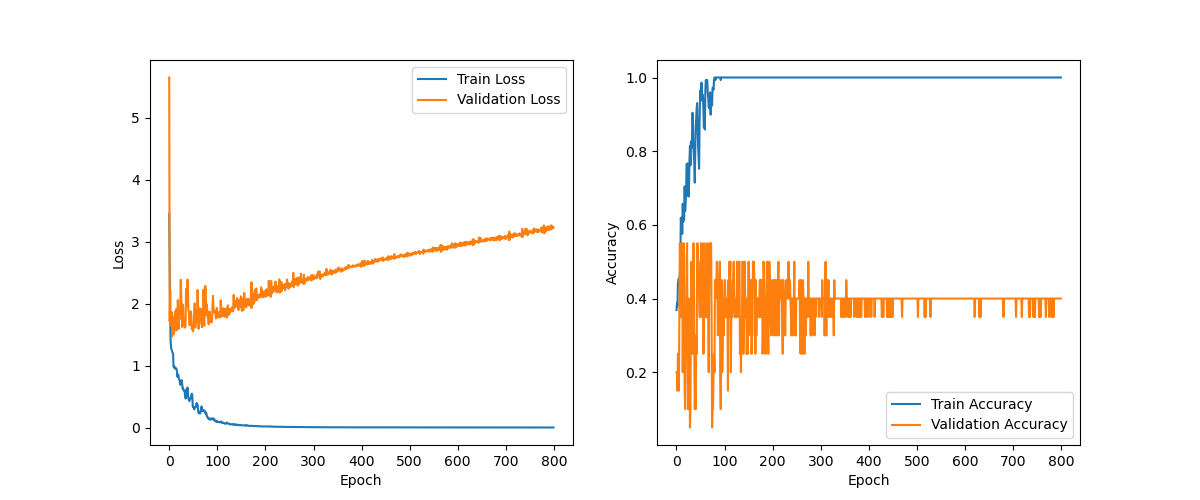 Train Loss
Validation Loss
5
4
3
2
1
0
Loss
0 100 200 300 400 500 600 700 800
Epoch
1.0
0.8
0.6
0.4
0.2
Accuracy
Train Accuracy
Validation Accuracy
0 100 200 300 400 500 600 700 800
Epoch